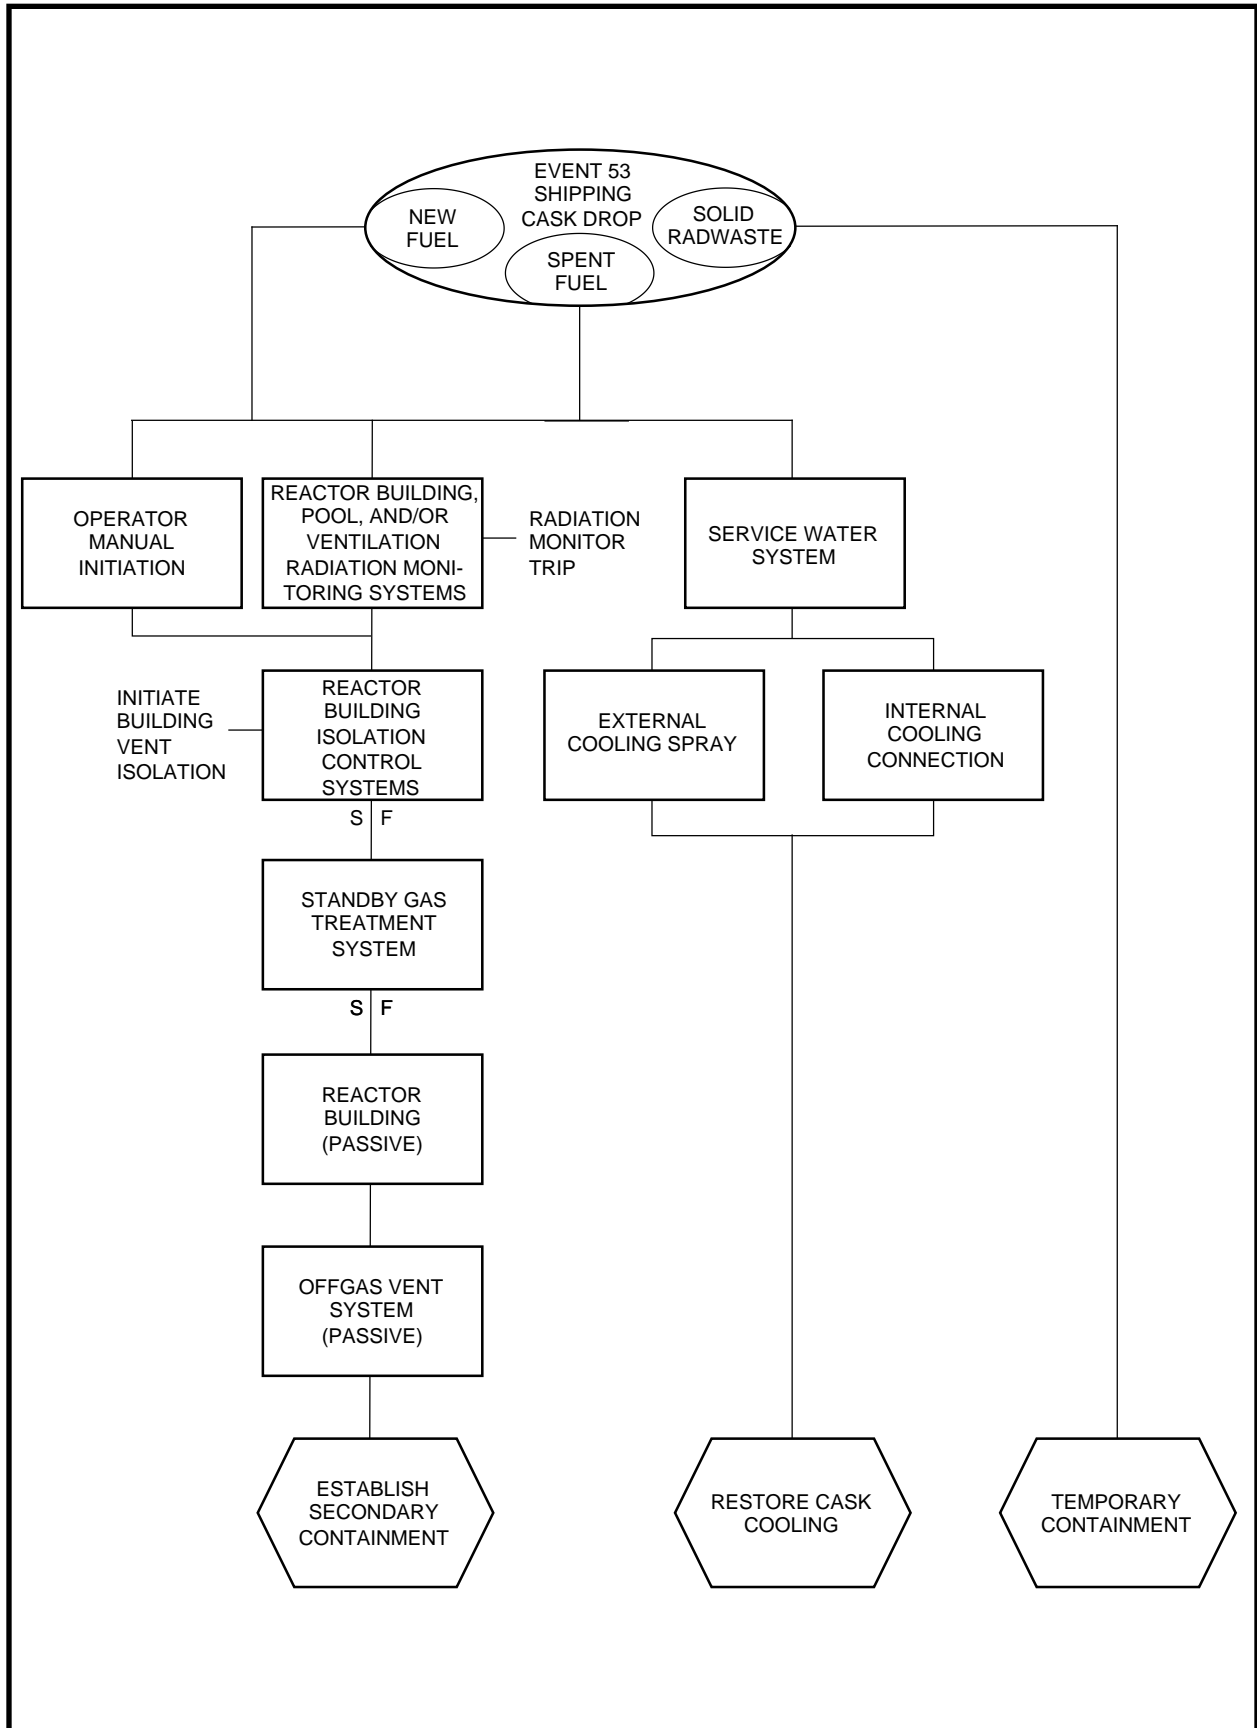 EVENT 53
SHIPPING
CASK DROP
NEW
FUEL
SPENT
FUEL
SOLID
RADWASTE
OPERATOR
MANUAL
INITIATION
REACTOR BUILDING,
POOL, AND/OR
VENTILATION
RADIATION MONI-
TORING SYSTEMS
RADIATION
MONITOR
TRIP
SERVICE WATER
SYSTEM
INITIATE
BUILDING
VENT
ISOLATION
REACTOR
BUILDING
ISOLATION
CONTROL
SYSTEMS
EXTERNAL
COOLING SPRAY
INTERNAL
COOLING
CONNECTION
S F
STANDBY GAS
TREATMENT
SYSTEM
S F
REACTOR
BUILDING
(PASSIVE)
OFFGAS VENT
SYSTEM
(PASSIVE)
ESTABLISH
SECONDARY
CONTAINMENT
RESTORE CASK
COOLING
TEMPORARY
CONTAINMENT